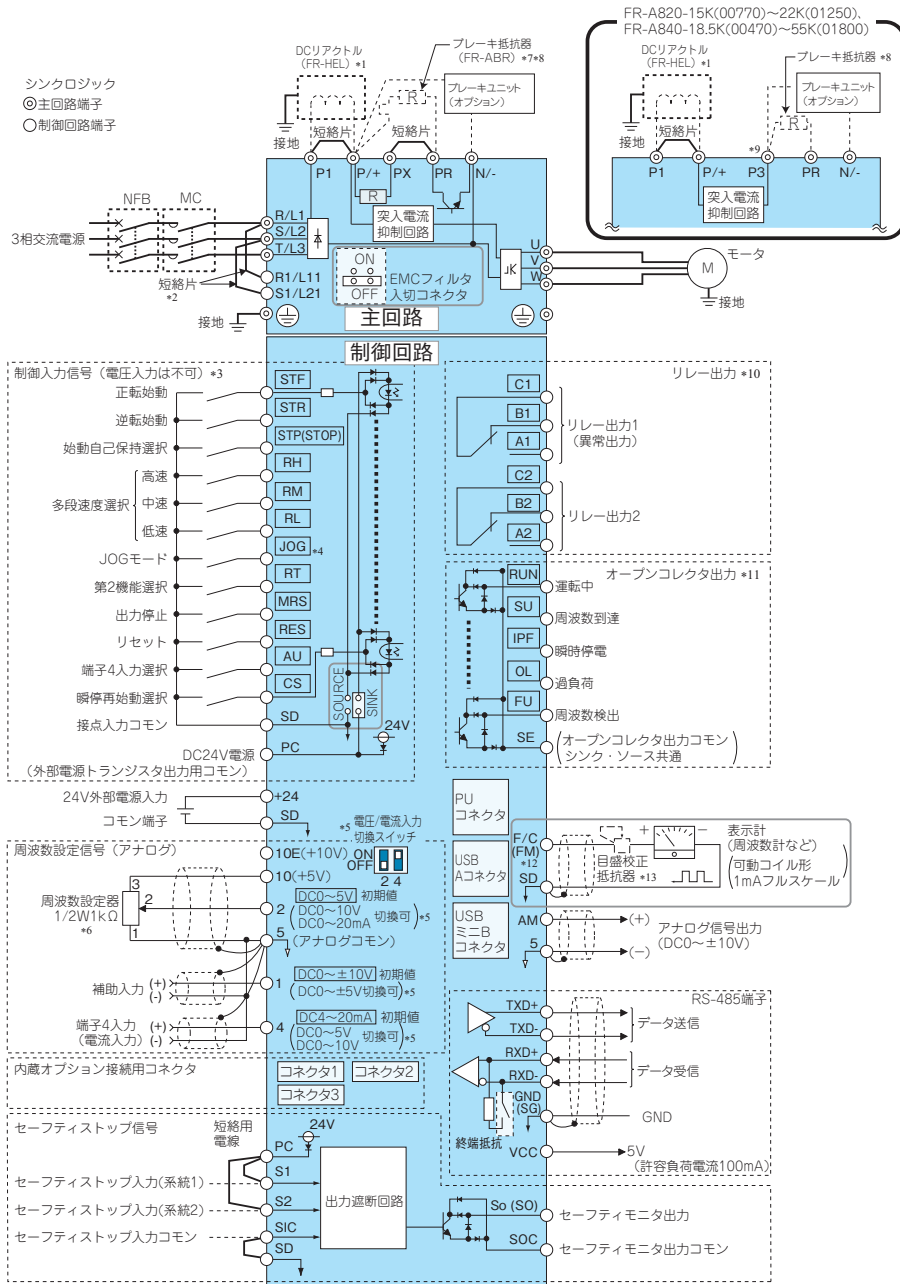 FR-A820-15K(00770)～22K(01250)、
FR-A840-18.5K(00470)～55K(01800)
DCリアクトル
(FR-HEL) *1
ブレーキ抵抗器
(FR-ABR) *7*8
ブレーキユニット
(オプション)
R
接地
短絡片
短絡片
P1
P/+
PX
PR
N/-
DCリアクトル
(FR-HEL) *1
ブレーキ抵抗器 *8
ブレーキユニット
(オプション)
R
接地
短絡片
*9
P1
P/+
P3
PR
N/-
突入電流
抑制回路
シンクロジック
主回路端子
制御回路端子
NFB
MC
3相交流電源
R/L1
S/L2
T/L3
R1/L11
S1/L21
短絡片
*2
接地
R
突入電流
抑制回路
ON
OFF
EMCフィルタ
入切コネクタ
U
V
W
M
モータ
接地
主回路
制御回路
制御入力信号（電圧入力は不可）*3
正転始動
STF
逆転始動
STR
始動自己保持選択
STP(STOP)
多段速度選択
高速
RH
中速
RM
低速
RL
JOGモード
JOG *4
第2機能選択
RT
出力停止
MRS
リセット
RES
端子4入力選択
AU
瞬停再始動選択
CS
接点入力コモン
SD
SOURCE
SINK
24V
DC24V電源
(外部電源トランジスタ出力用コモン)
PC
リレー出力 *10
C1
B1
A1
リレー出力1
(異常出力)
C2
B2
A2
リレー出力2
オープンコレクタ出力 *11
RUN
運転中
SU
周波数到達
IPF
瞬時停電
OL
過負荷
FU
周波数検出
SE
オープンコレクタ出力コモン
シンク・ソース共通
24V外部電源入力
+24
コモン端子
SD
*5 電圧/電流入力
切換スイッチ
ON
OFF
2 4
周波数設定信号(アナログ)
10E(+10V)
10(+5V)
周波数設定器
1/2W1kΩ
*6
3
2
1
2
DC0～5V 初期値
DC0～10V
DC0～20mA 切換可 *5
5
(アナログコモン)
補助入力
(+)
(-)
1
DC0～±10V 初期値
DC0～±5V切換可 *5
端子4入力
(電流入力)
(+)
(-)
4
DC4～20mA 初期値
DC0～5V
DC0～10V 切換可 *5
PU
コネクタ
USB
Aコネクタ
USB
ミニB
コネクタ
F/C
(FM)
*12
SD
目盛校正
抵抗器 *13
+
−
表示計
(周波数計など)
可動コイル形
1mAフルスケール
AM
(+)
5
(−)
アナログ信号出力
(DC0～±10V)
RS-485端子
TXD+
TXD-
データ送信
RXD+
RXD-
データ受信
GND
(SG)
GND
終端抵抗
VCC
5V
(許容負荷電流100mA)
内蔵オプション接続用コネクタ
コネクタ1
コネクタ2
コネクタ3
セーフティストップ信号
短絡用
電線
24V
PC
セーフティストップ入力(系統1)
S1
セーフティストップ入力(系統2)
S2
セーフティストップ入力コモン
SIC
SD
出力遮断回路
So (SO)
セーフティモニタ出力
SOC
セーフティモニタ出力コモン